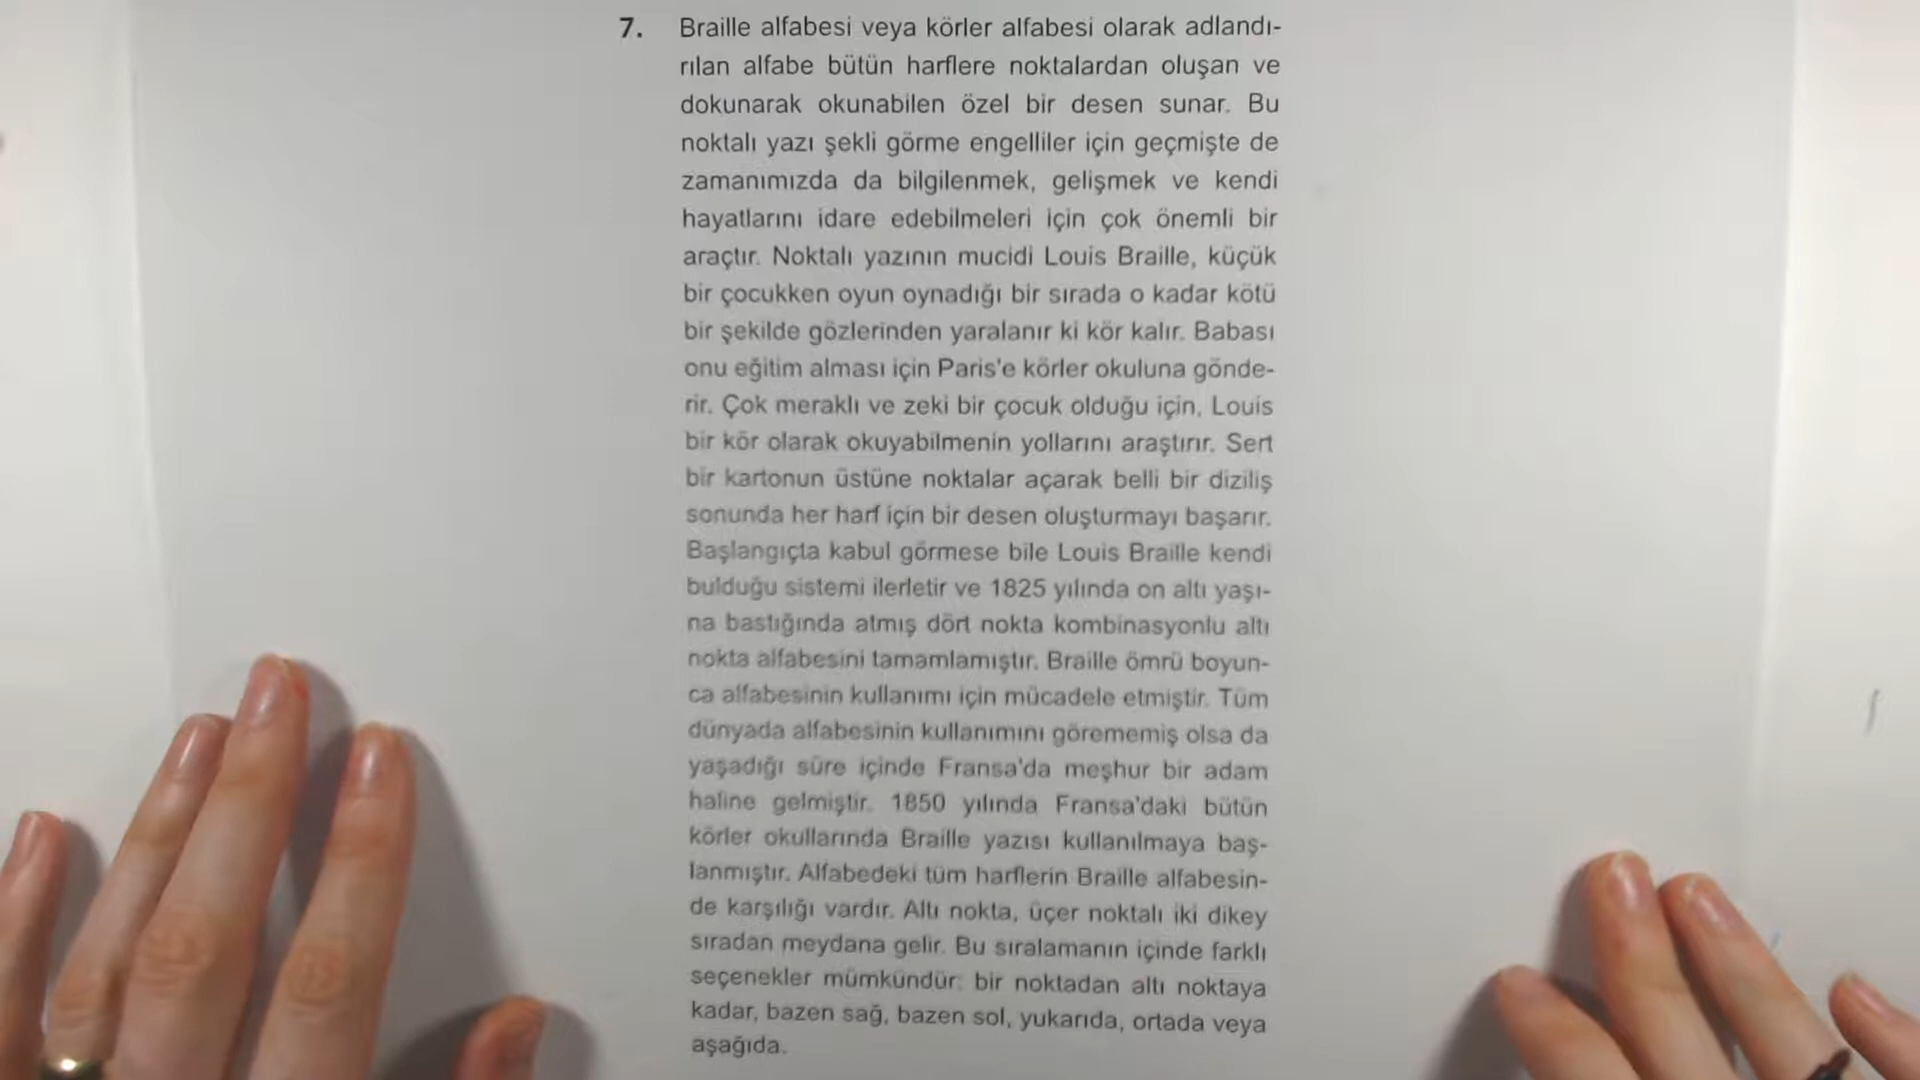 7. Braille alfabesi veya körler alfabesi olarak adlandı-
rılan alfabe bütün harflere noktalardan oluşan ve
dokunarak okunabilen özel bir desen sunar. Bu
noktalı yazı şekli görme engelliler için geçmişte de
zamanımızda da bilgilenmek, gelişmek ve kendi
hayatlarını idare edebilmeleri için çok önemli bir
araçtır. Noktalı yazının mucidi Louis Braille, küçük
bir çocukken oyun oynadığı bir sırada o kadar kötü
bir şekilde gözlerinden yaralanır ki kör kalır. Babası
onu eğitim alması için Paris'e körler okuluna gönde-
rir. Çok meraklı ve zeki bir çocuk olduğu için, Louis
bir kör olarak okuyabilmenin yollarını araştırır. Sert
bir kartonun üstüne noktalar açarak belli bir diziliş
sonunda her harf için bir desen oluşturmayı başarır.
Başlangıçta kabul görmese bile Louis Braille kendi
bulduğu sistemi ilerletir ve 1825 yılında on altı yaşı-
na bastığında atmış dört nokta kombinasyonlu altı
nokta alfabesini tamamlamıştır. Braille ömrü boyun-
ca alfabesinin kullanımı için mücadele etmiştir. Tüm
dünyada alfabesinin kullanımını görememiş olsa da
yaşadığı süre içinde Fransa'da meşhur bir adam
haline gelmiştir. 1850 yılında Fransa'daki bütün
körler okullarında Braille yazısı kullanılmaya baş-
lanmıştır. Alfabedeki tüm harflerin Braille alfabesin-
de karşılığı vardır. Altı nokta, üçer noktalı iki dikey
sıradan meydana gelir. Bu sıralamanın içinde farklı
seçenekler mümkündür: bir noktadan altı noktaya
kadar, bazen sağ, bazen sol, yukarıda, ortada veya
aşağıda.